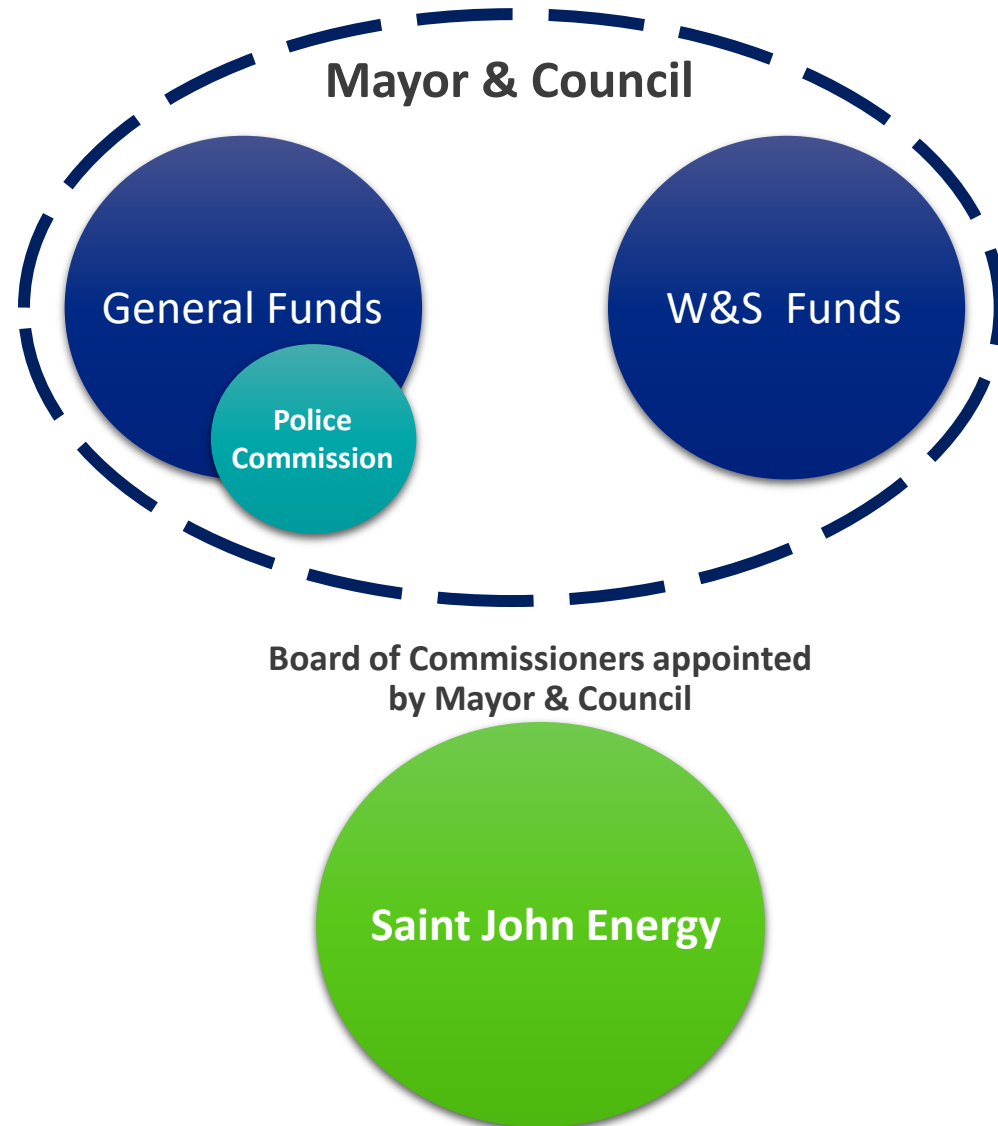 Mayor & Council
General Funds
W&S Funds
Police
Commission
Board of Commissioners appointed
by Mayor & Council
Saint John Energy